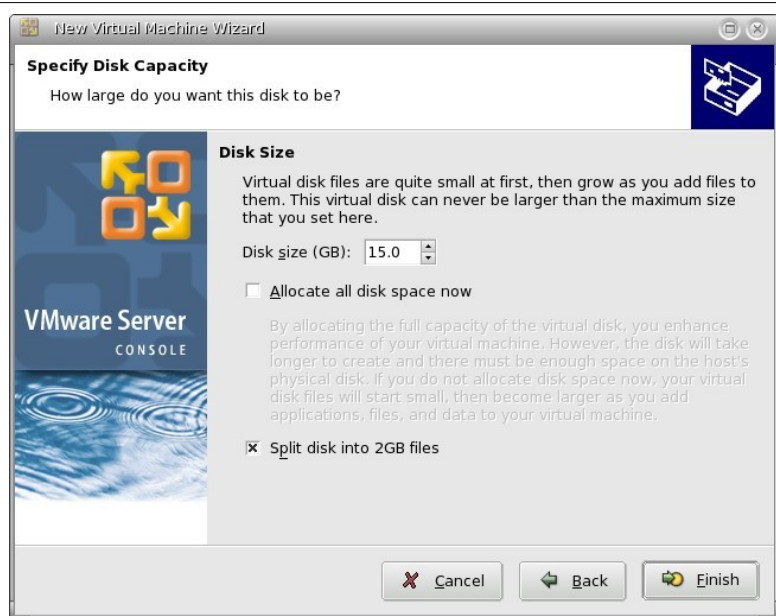 New Virtual Machine Wizard
Specify Disk Capacity
How large do you want this disk to be?
VMware Server
CONSOLE
Disk Size
Virtual disk files are quite small at first, then grow as you add files to
them. This virtual disk can never be larger than the maximum size
that you set here.
Disk size (GB): 15.0
Allocate all disk space now
By allocating the full capacity of the virtual disk, you enhance
performance of your virtual machine. However, the disk will take
longer to create and there must be enough space on the host's
physical disk. If you do not allocate disk space now, your virtual
disk files will start small, then become larger as you add
applications, files, and data to your virtual machine.
Split disk into 2GB files
Cancel Back Finish